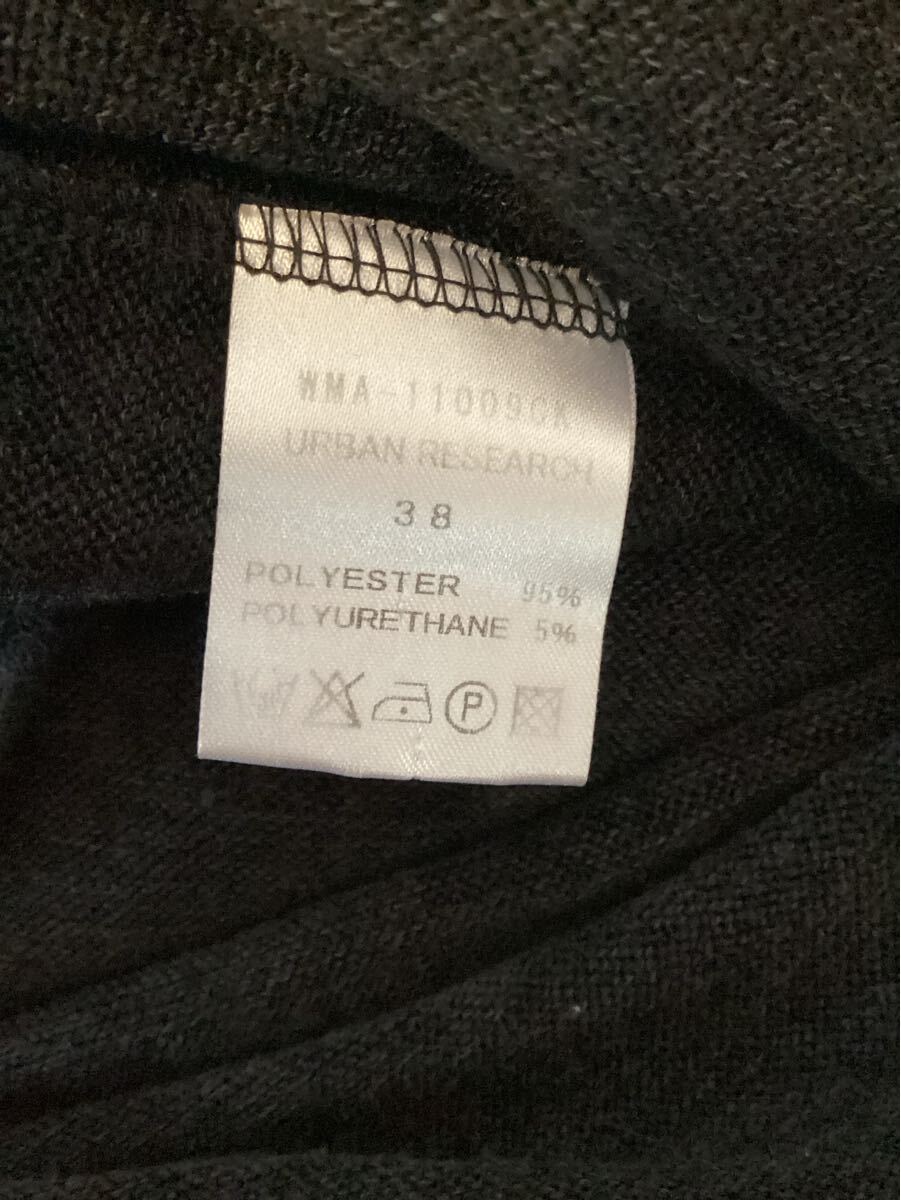 WMA-11009CK
URBAN RESEARCH
38
POLYESTER 95%
POLYURETHANE 5%
P